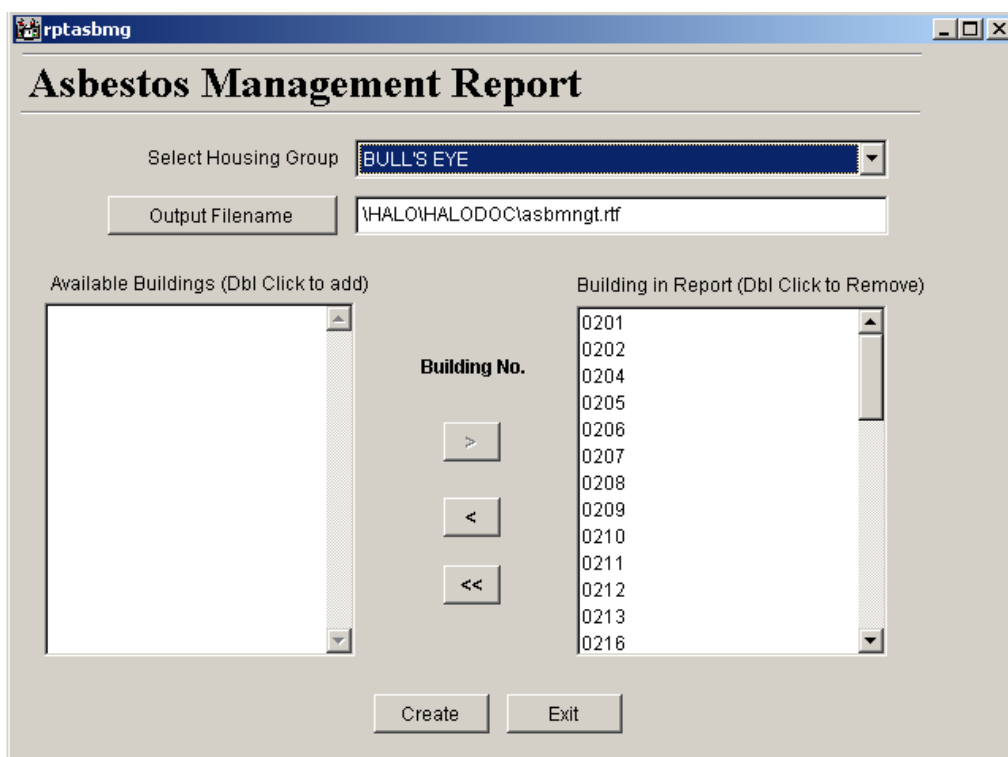 rptasbmg
Asbestos Management Report
Select Housing Group BULL'S EYE
Output Filename \HALO\HALODOC\asbmngt.rtf
Available Buildings (Dbl Click to add)
Building in Report (Dbl Click to Remove)
Building No.
>
<
<<
0201
0202
0204
0205
0206
0207
0208
0209
0210
0211
0212
0213
0216
Create Exit